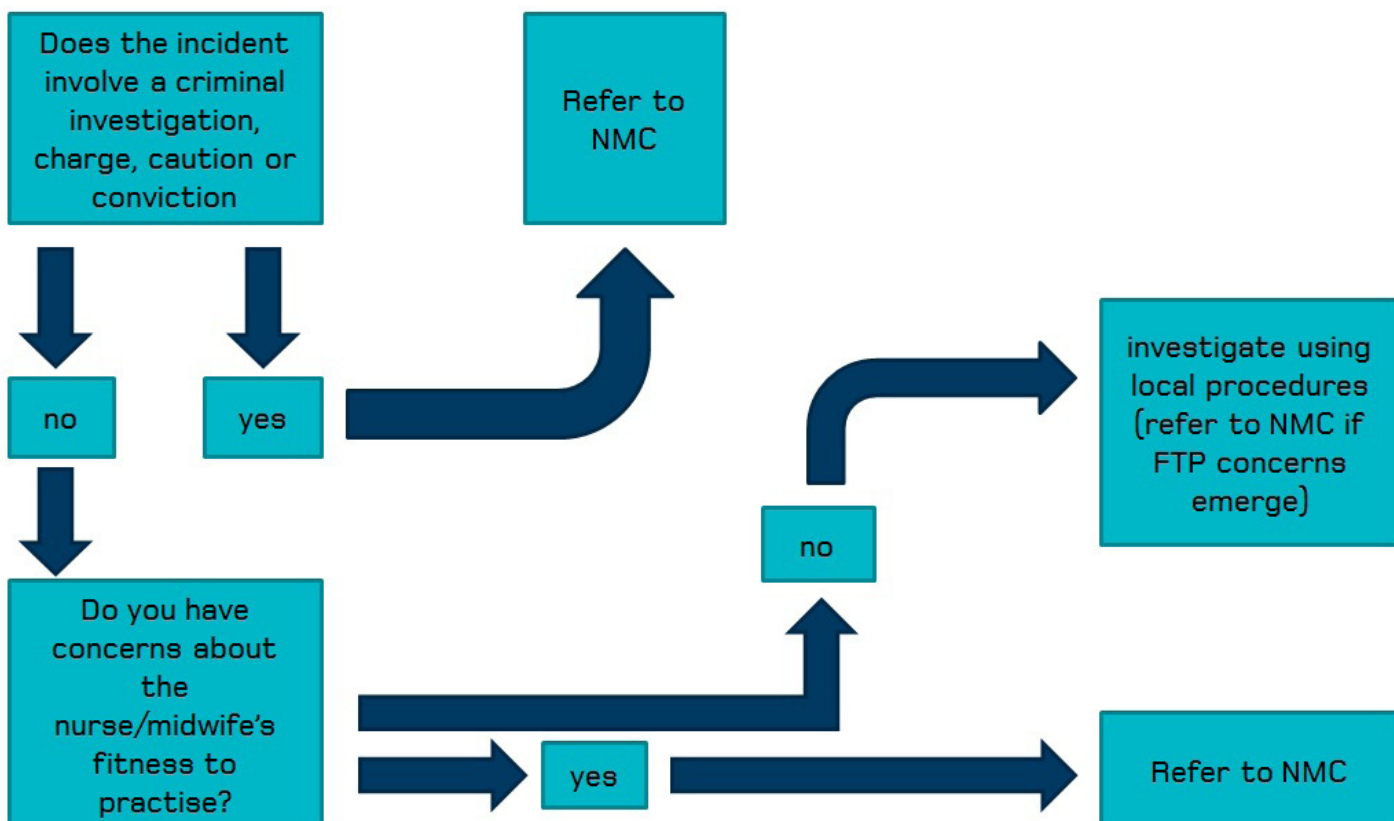 Does the incident
involve a criminal
investigation,
charge, caution or
conviction
Refer to
NMC
no
yes
investigate using
local procedures
(refer to NMC if
FTP concerns
emerge)
no
Do you have
concerns about
the
nurse/midwife's
fitness to
practise?
yes
Refer to NMC